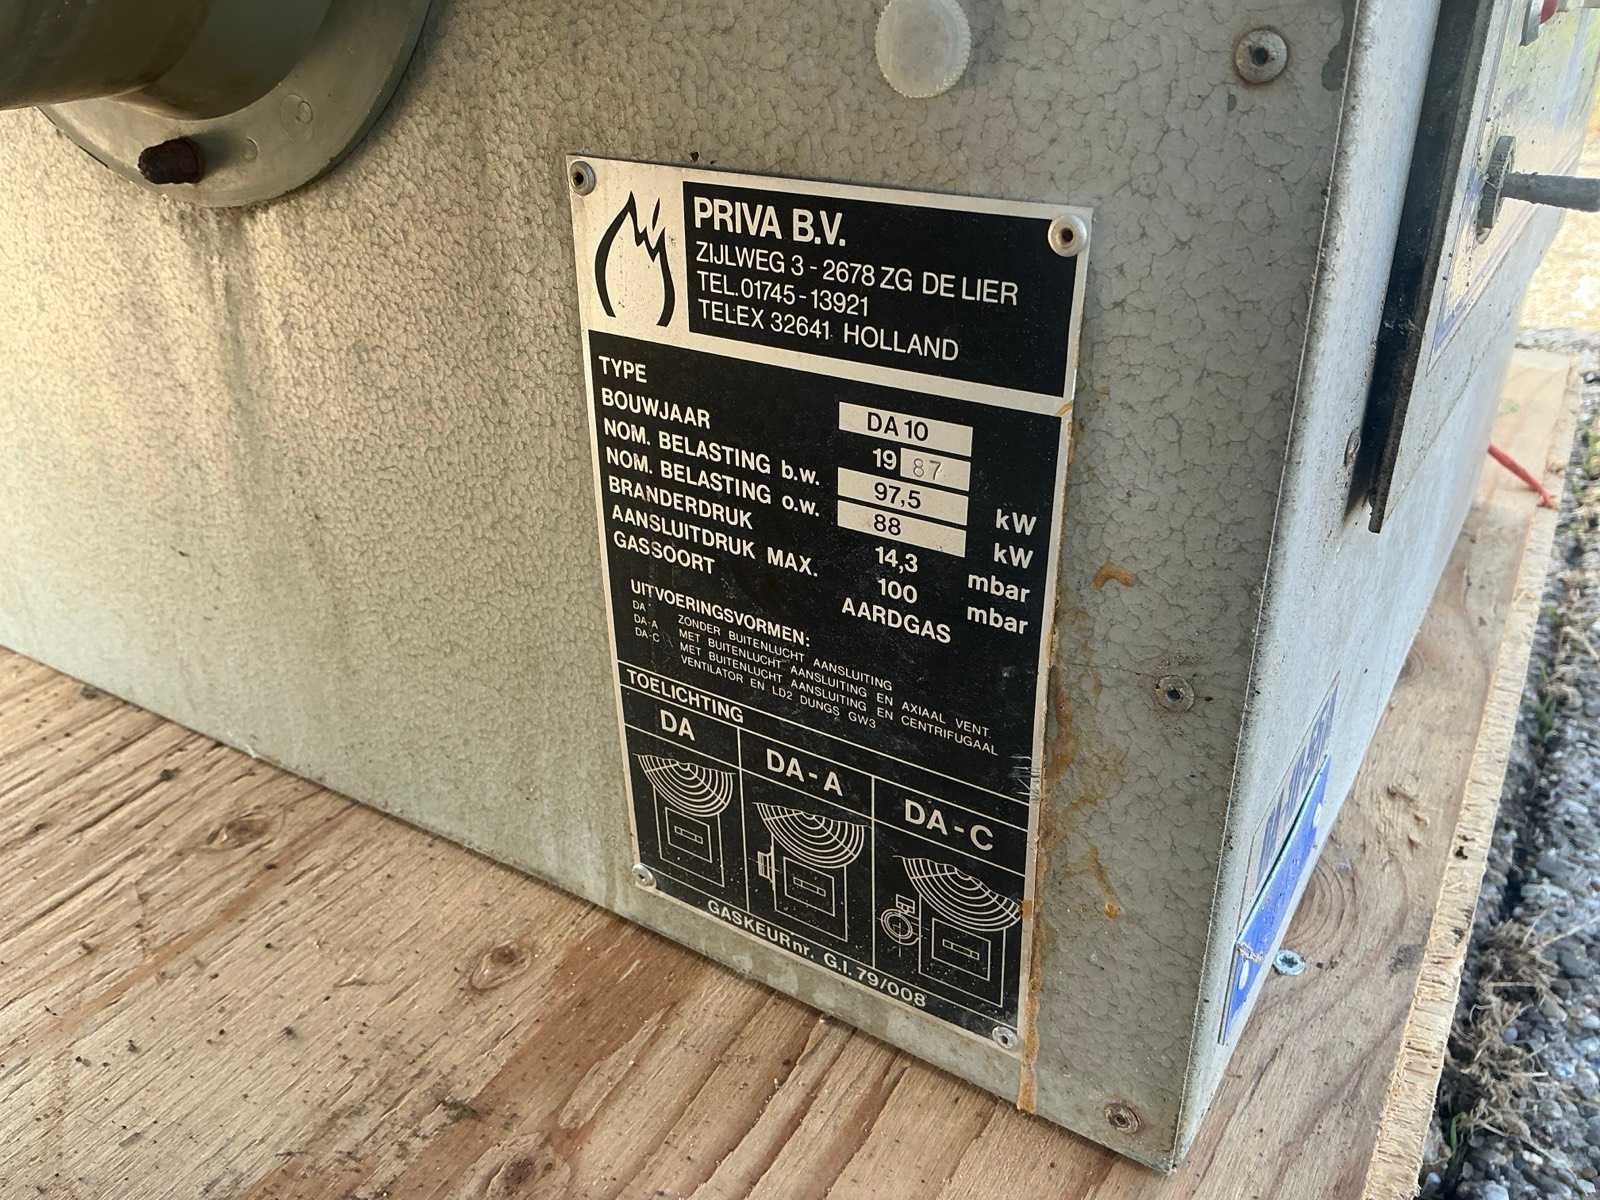 PRIVA B.V.
ZIJLWEG 3 - 2678 ZG DE LIER
TEL.01745-13921
TELEX 32641 HOLLAND
TYPE DA 10
BOUWJAAR 19 87
NOM. BELASTING b.w. 97,5 kW
NOM. BELASTING o.w. 88 kW
BRANDERDRUK 14,3 mbar
AANSLUITDRUK MAX. 100 mbar
GASSOORT AARDGAS
UITVOERINGSVORMEN:
DA ZONDER BUITENLUCHT AANSLUITING
DA-A MET BUITENLUCHT AANSLUITING EN AXIAAL VENT.
DA-C MET BUITENLUCHT AANSLUITING EN CENTRIFUGAAL
VENTILATOR EN LD2 DUNGS GW3
TOELICHTING
DA
DA-A
DA-C
GASKEUR nr. G.I. 79/008